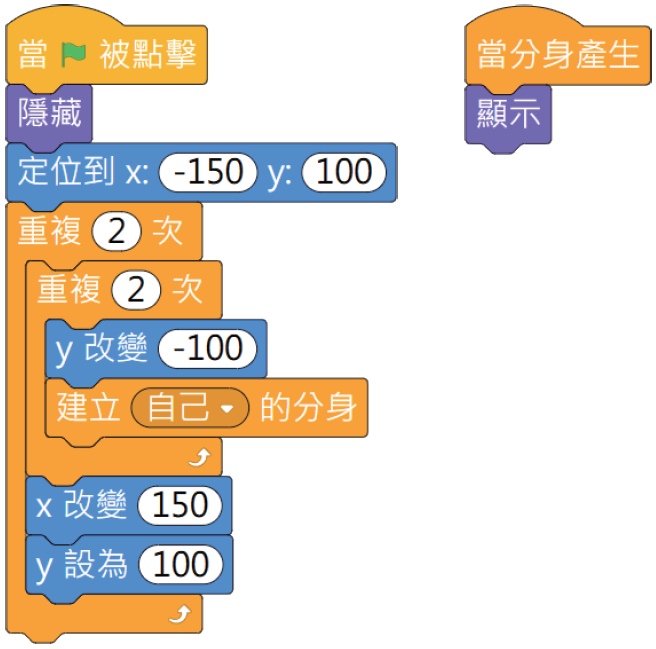 當 被點擊
隱藏
定位到 x: -150 y: 100
重複 2 次
重複 2 次
y 改變 -100
建立 自己 的分身
x 改變 150
y 設為 100
當分身產生
顯示